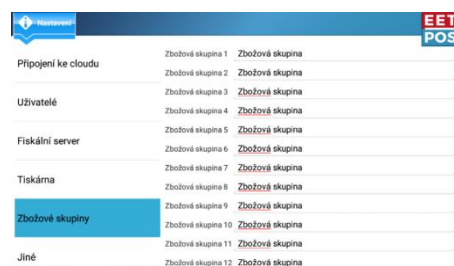 Nastavení
EET
POS
Připojení ke cloudu
Uživatelé
Fiskální server
Tiskárna
Zbožové skupiny
Jiné
Zbožová skupina 1 Zbožová skupina
Zbožová skupina 2 Zbožová skupina
Zbožová skupina 3 Zbožová skupina
Zbožová skupina 4 Zbožová skupina
Zbožová skupina 5 Zbožová skupina
Zbožová skupina 6 Zbožová skupina
Zbožová skupina 7 Zbožová skupina
Zbožová skupina 8 Zbožová skupina
Zbožová skupina 9 Zbožová skupina
Zbožová skupina 10 Zbožová skupina
Zbožová skupina 11 Zbožová skupina
Zbožová skupina 12 Zbožová skupina